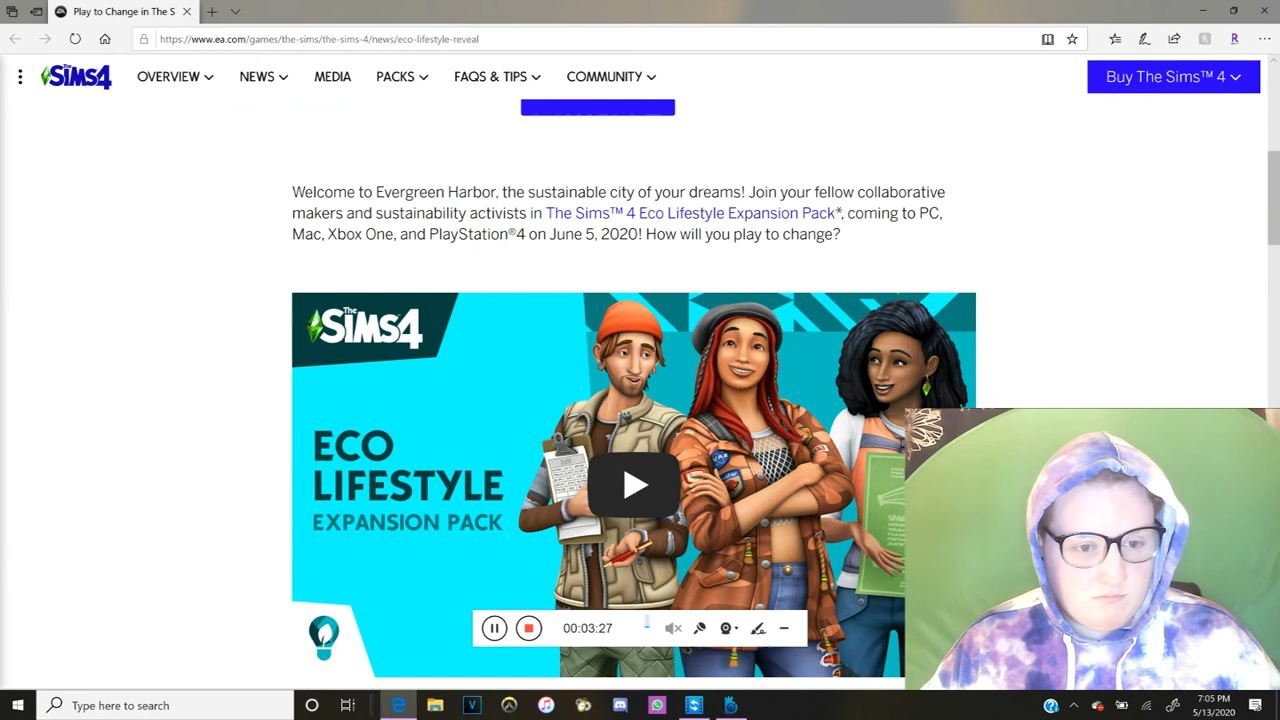 Play to Change in The S
https://www.ea.com/games/the-sims/the-sims-4/news/eco-lifestyle-reveal
The SiMS4
OVERVIEW
NEWS
MEDIA
PACKS
FAQS & TIPS
COMMUNITY
Buy The Sims™ 4
Welcome to Evergreen Harbor, the sustainable city of your dreams! Join your fellow collaborative
makers and sustainability activists in The Sims™ 4 Eco Lifestyle Expansion Pack*, coming to PC,
Mac, Xbox One, and PlayStation®4 on June 5, 2020! How will you play to change?
The SiMS4
ECO
LIFESTYLE
EXPANSION PACK
00:03:27
Type here to search
7:05 PM
5/13/2020